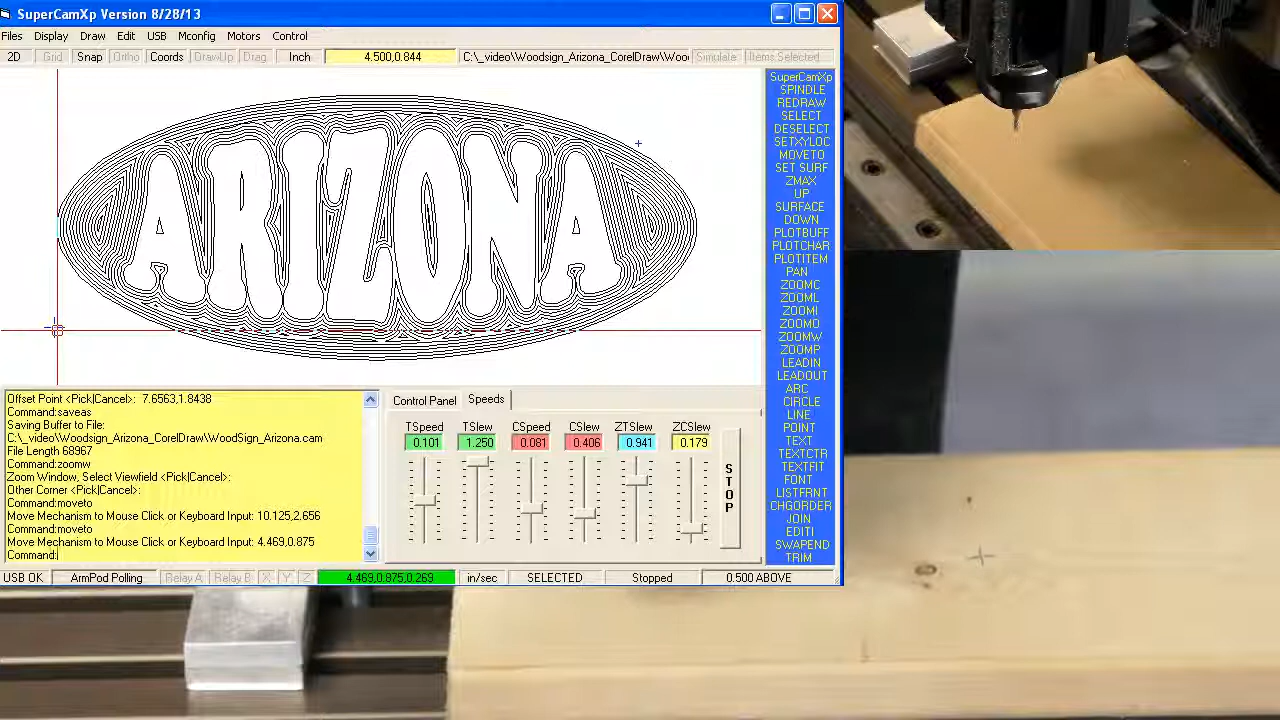 SuperCamXp Version 8/28/13
Files Display Draw Edit USB Mconfig Motors Control
2D Grid Snap Ortho Coords DrawUp Drag Inch 4.500,0.844 C:\_video\Woodsign_Arizona_CorelDraw\Woo Simulate Items Selected
ARIZONA
SuperCamXp
SPINDLE
REDRAW
SELECT
DESELECT
SETXYLOC
MOVETO
SET SURF
ZMAX
UP
SURFACE
DOWN
PLOTBUFF
PLOTCHAR
PLOTITEM
PAN
ZOOMC
ZOOML
ZOOMI
ZOOMO
ZOOMW
ZOOMP
LEADIN
LEADOUT
ARC
CIRCLE
LINE
POINT
TEXT
TEXTCTR
TEXTFIT
FONT
LISTFRNT
CHGORDER
JOIN
EDITI
SWAPEND
TRIM
Offset Point <Pick|Cancel>: 7.6563,1.8438
Command:saveas
Saving Buffer to File:
C:\_video\Woodsign_Arizona_CorelDraw\WoodSign_Arizona.cam
File Length 68967
Command:zoomw
Zoom Window, Select Viewfield <Pick|Cancel>:
Other Corner <Pick|Cancel>:
Command:moveto
Move Mechanism to Mouse Click or Keyboard Input: 10.125,2.656
Command:moveto
Move Mechanism to Mouse Click or Keyboard Input: 4.469,0.875
Command:
Control Panel Speeds
TSpeed TSlew CSpeed CSlew ZTSlew ZCSlew
0.101 1.250 0.081 0.406 0.941 0.179
STOP
USB OK ArmPod Polling Relay A Relay B X Y Z 4.469,0.875,0.269 in/sec SELECTED Stopped 0.500 ABOVE